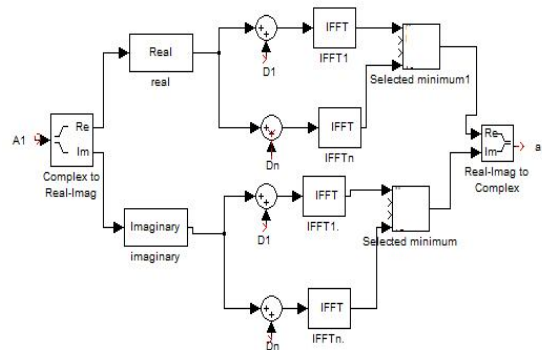 IFFT
Real
D1
IFFT1
real
Selected minimum1
A1
Re
Im
IFFT
Dn
IFFTn
Re
Im
a
Complex to
Real-Imag
Real-Imag to
Complex
IFFT
Imaginary
D1
IFFT1.
Selected minimum
imaginary
IFFT
Dn
IFFTn.